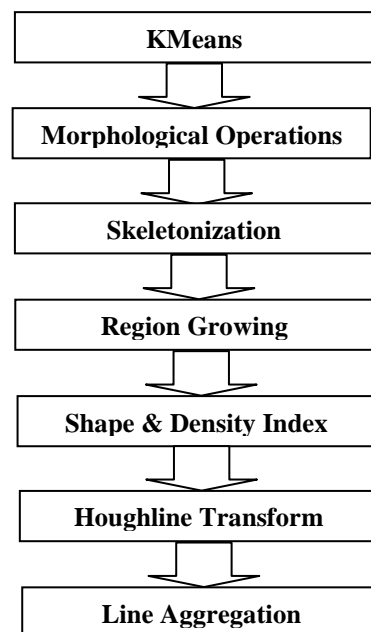 KMeans
Morphological Operations
Skeletonization
Region Growing
Shape & Density Index
Houghline Transform
Line Aggregation